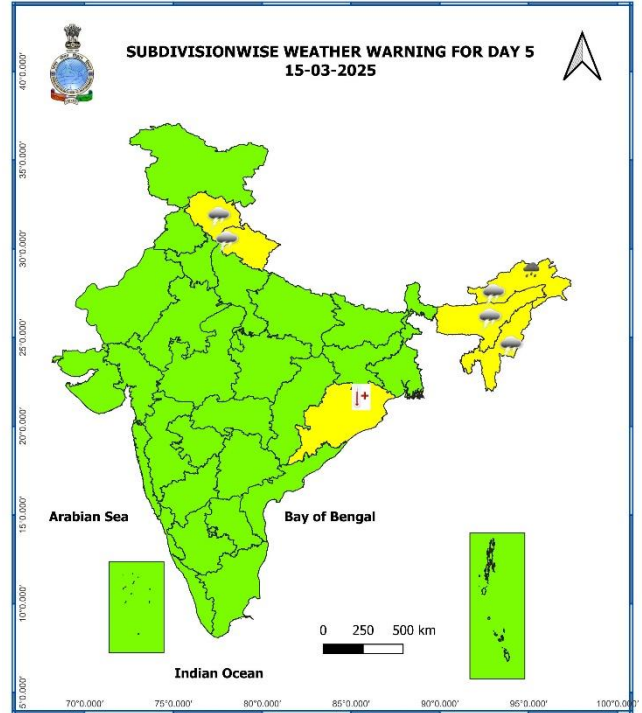 SUBDIVISIONWISE WEATHER WARNING FOR DAY 5
15-03-2025
40°0.000'
35°0.000'
30°0.000'
25°0.000'
20°0.000'
Arabian Sea
Bay of Bengal
15°0.000'
10°0.000'
0 250 500 km
Indian Ocean
5°0.000'
70°0.000' 75°0.000' 80°0.000' 85°0.000' 90°0.000' 95°0.000' 100°0.000'